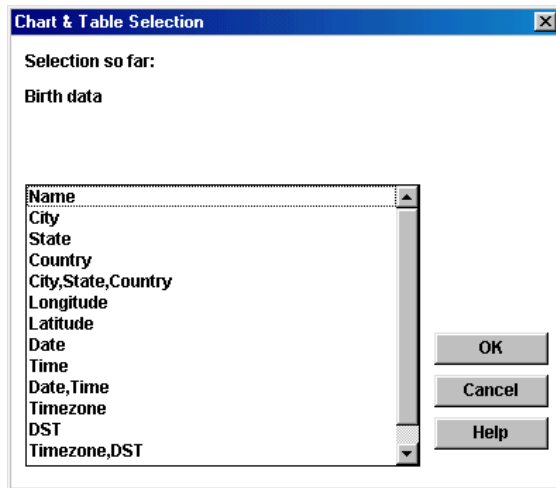 Chart & Table Selection
Selection so far:
Birth data
Name
City
State
Country
City,State,Country
Longitude
Latitude
Date
Time
Date,Time
Timezone
DST
Timezone,DST
OK
Cancel
Help